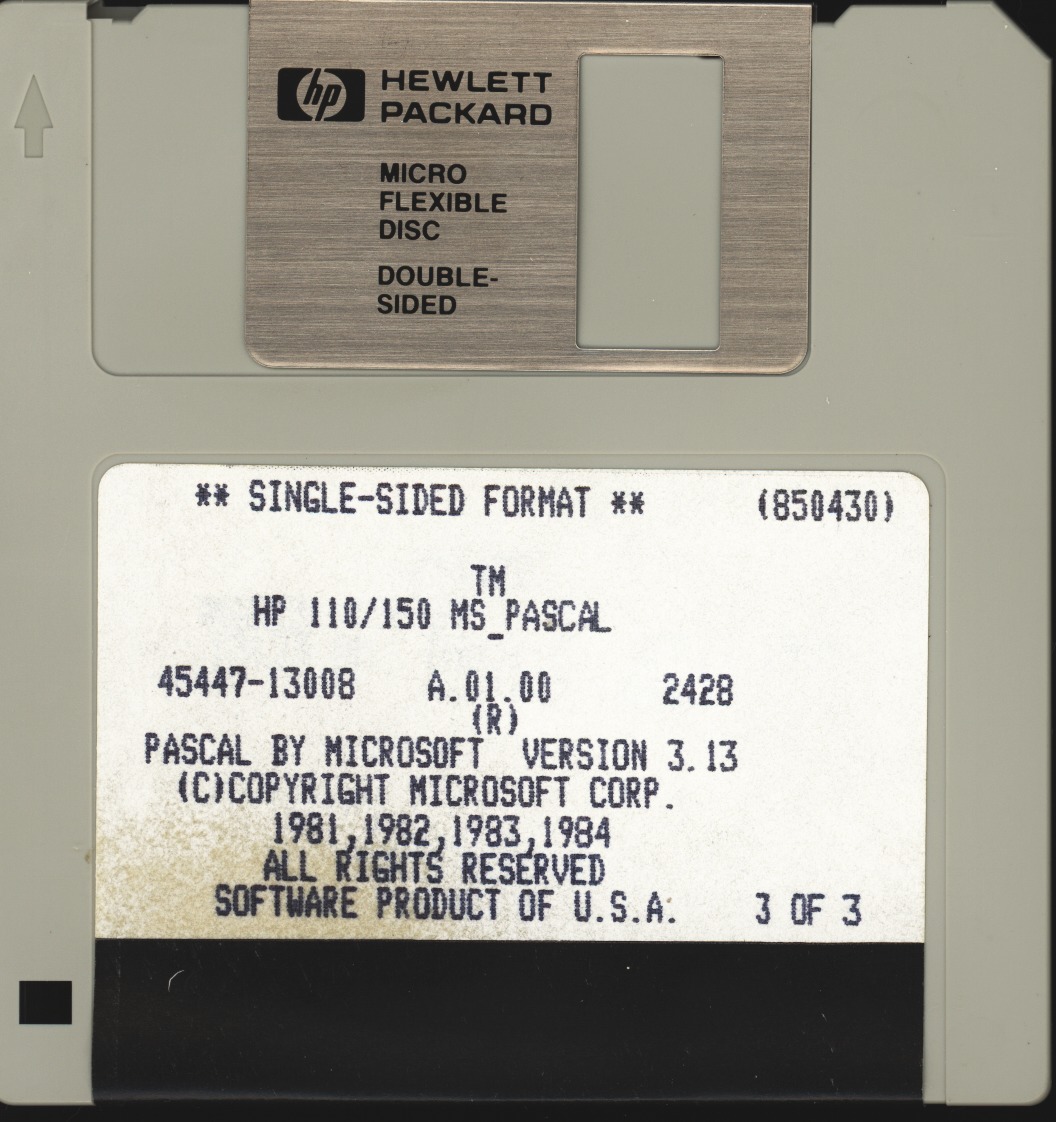 hp HEWLETT
PACKARD
MICRO
FLEXIBLE
DISC
DOUBLE-
SIDED
** SINGLE-SIDED FORMAT ** (850430)
TM
HP 110/150 MS_PASCAL
45447-13008 A.01.00 2428
(R)
PASCAL BY MICROSOFT VERSION 3.13
(C)COPYRIGHT MICROSOFT CORP.
1981,1982,1983,1984
ALL RIGHTS RESERVED
SOFTWARE PRODUCT OF U.S.A. 3 OF 3